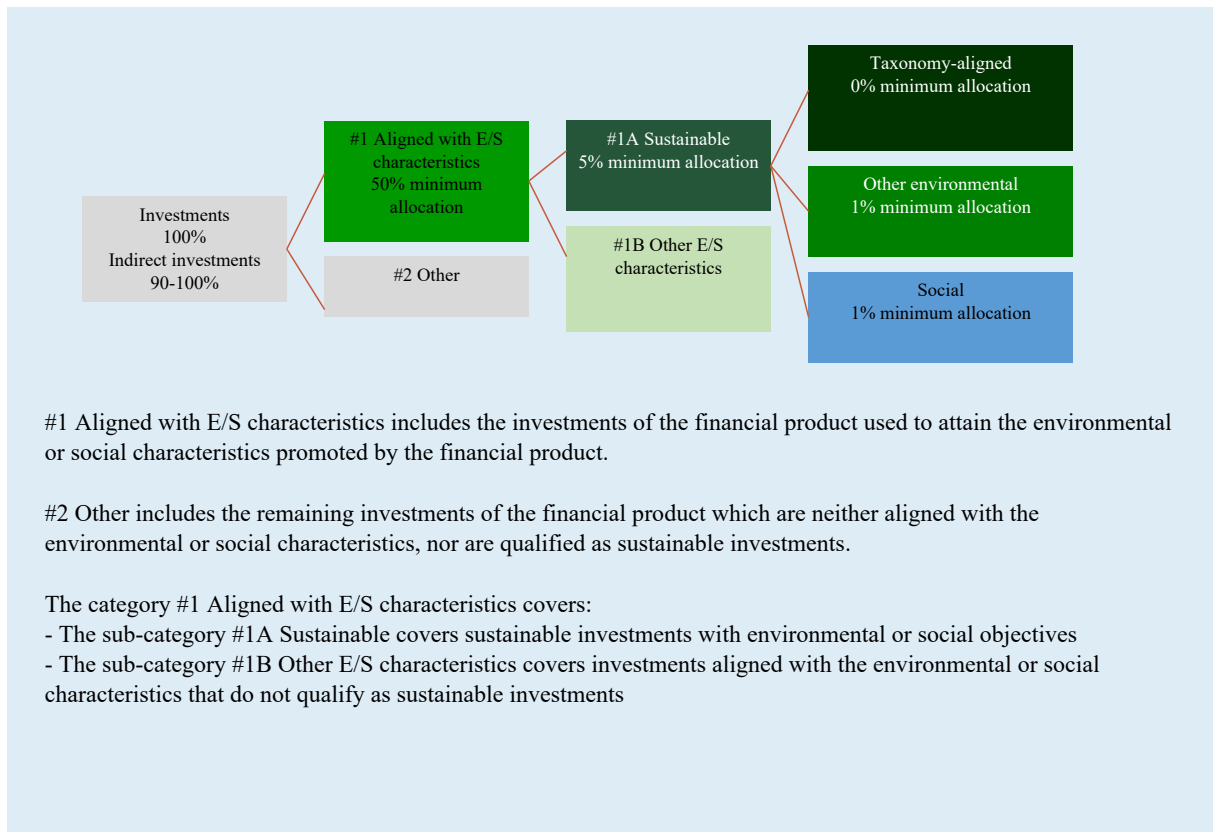 Investments
100%
Indirect investments
90-100%
#1 Aligned with E/S
characteristics
50% minimum
allocation
#2 Other
#1A Sustainable
5% minimum allocation
#1B Other E/S
characteristics
Taxonomy-aligned
0% minimum allocation
Other environmental
1% minimum allocation
Social
1% minimum allocation
#1 Aligned with E/S characteristics includes the investments of the financial product used to attain the environmental
or social characteristics promoted by the financial product.
#2 Other includes the remaining investments of the financial product which are neither aligned with the
environmental or social characteristics, nor are qualified as sustainable investments.
The category #1 Aligned with E/S characteristics covers:
- The sub-category #1A Sustainable covers sustainable investments with environmental or social objectives
- The sub-category #1B Other E/S characteristics covers investments aligned with the environmental or social
characteristics that do not qualify as sustainable investments